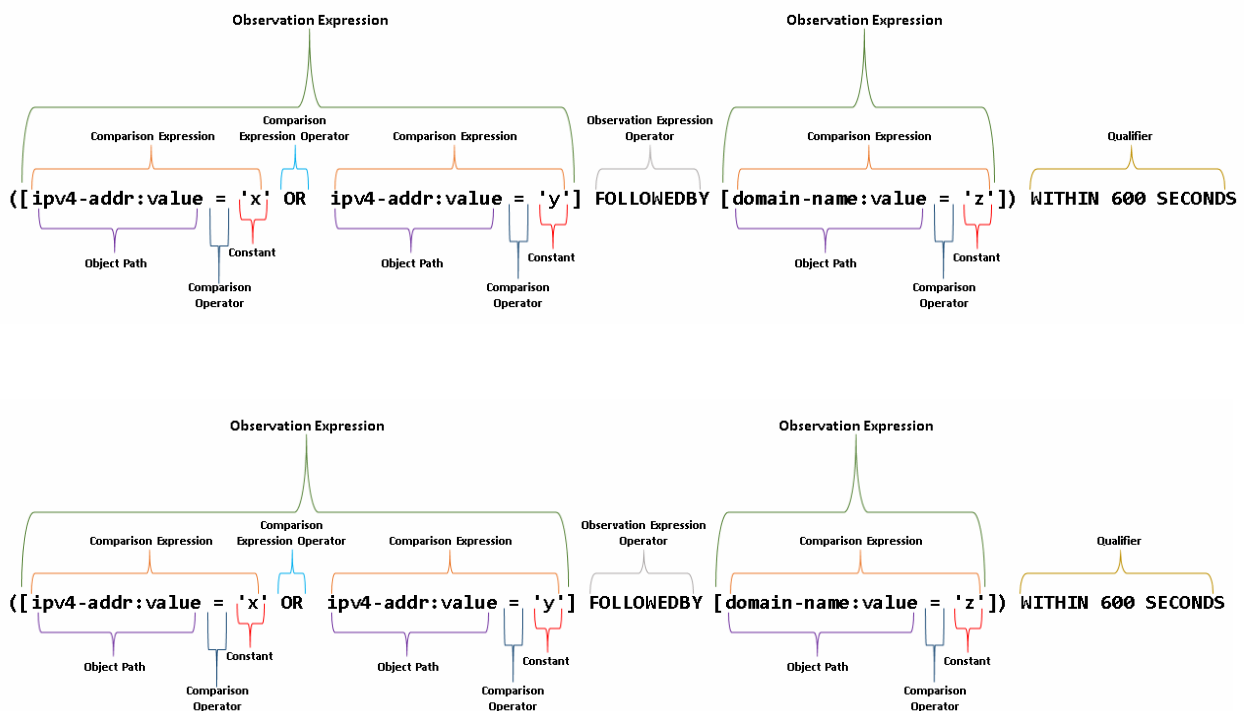 Observation Expression Observation Expression
Comparison
Comparison Expression Expression Operator Comparison Expression Observation Expression Operator Comparison Expression Qualifier
([ipv4-addr:value = 'x' OR ipv4-addr:value = 'y'] FOLLOWEDBY [domain-name:value = 'z']) WITHIN 600 SECONDS
Constant Constant Constant
Object Path Object Path Object Path
Comparison Operator Comparison Operator Comparison Operator
Observation Expression Observation Expression
Comparison
Comparison Expression Expression Operator Comparison Expression Observation Expression Operator Comparison Expression Qualifier
([ipv4-addr:value = 'x' OR ipv4-addr:value = 'y'] FOLLOWEDBY [domain-name:value = 'z']) WITHIN 600 SECONDS
Constant Constant Constant
Object Path Object Path Object Path
Comparison Operator Comparison Operator Comparison Operator